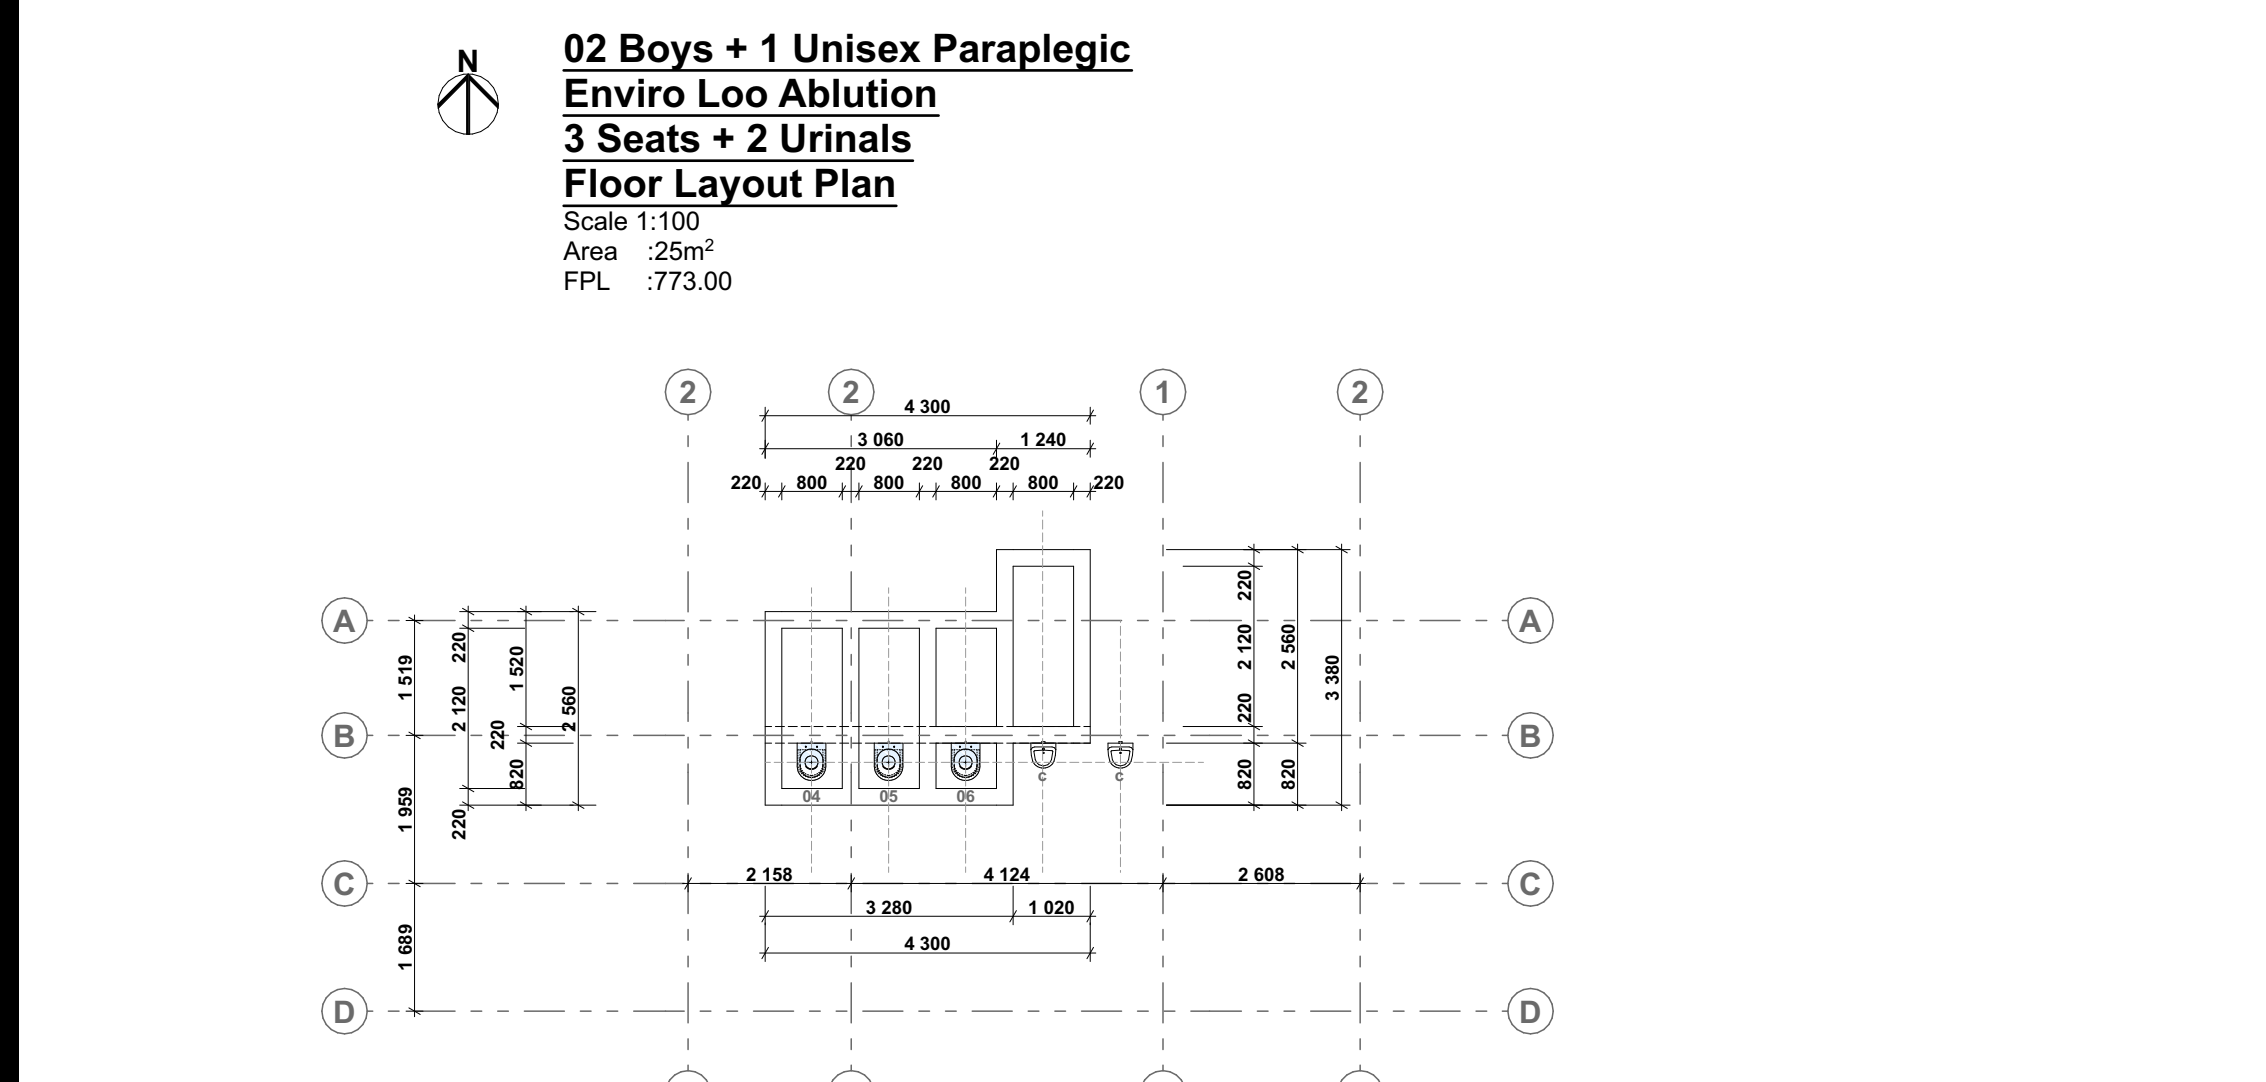 N
02 Boys + 1 Unisex Paraplegic
Enviro Loo Ablution
3 Seats + 2 Urinals
Floor Layout Plan
Scale 1:100
Area :25m²
FPL :773.00
2 2 1 2
4 300
3 060 1 240
220 220 220
220 800 800 800 800 220
A A
B B
C C
D D
1 519
1 959
1 689
220
2 120
220
1 520
220
820
2 560
220
2 120
220
820
2 560
820
3 380
c c
04 05 06
2 158 4 124 2 608
3 280 1 020
4 300